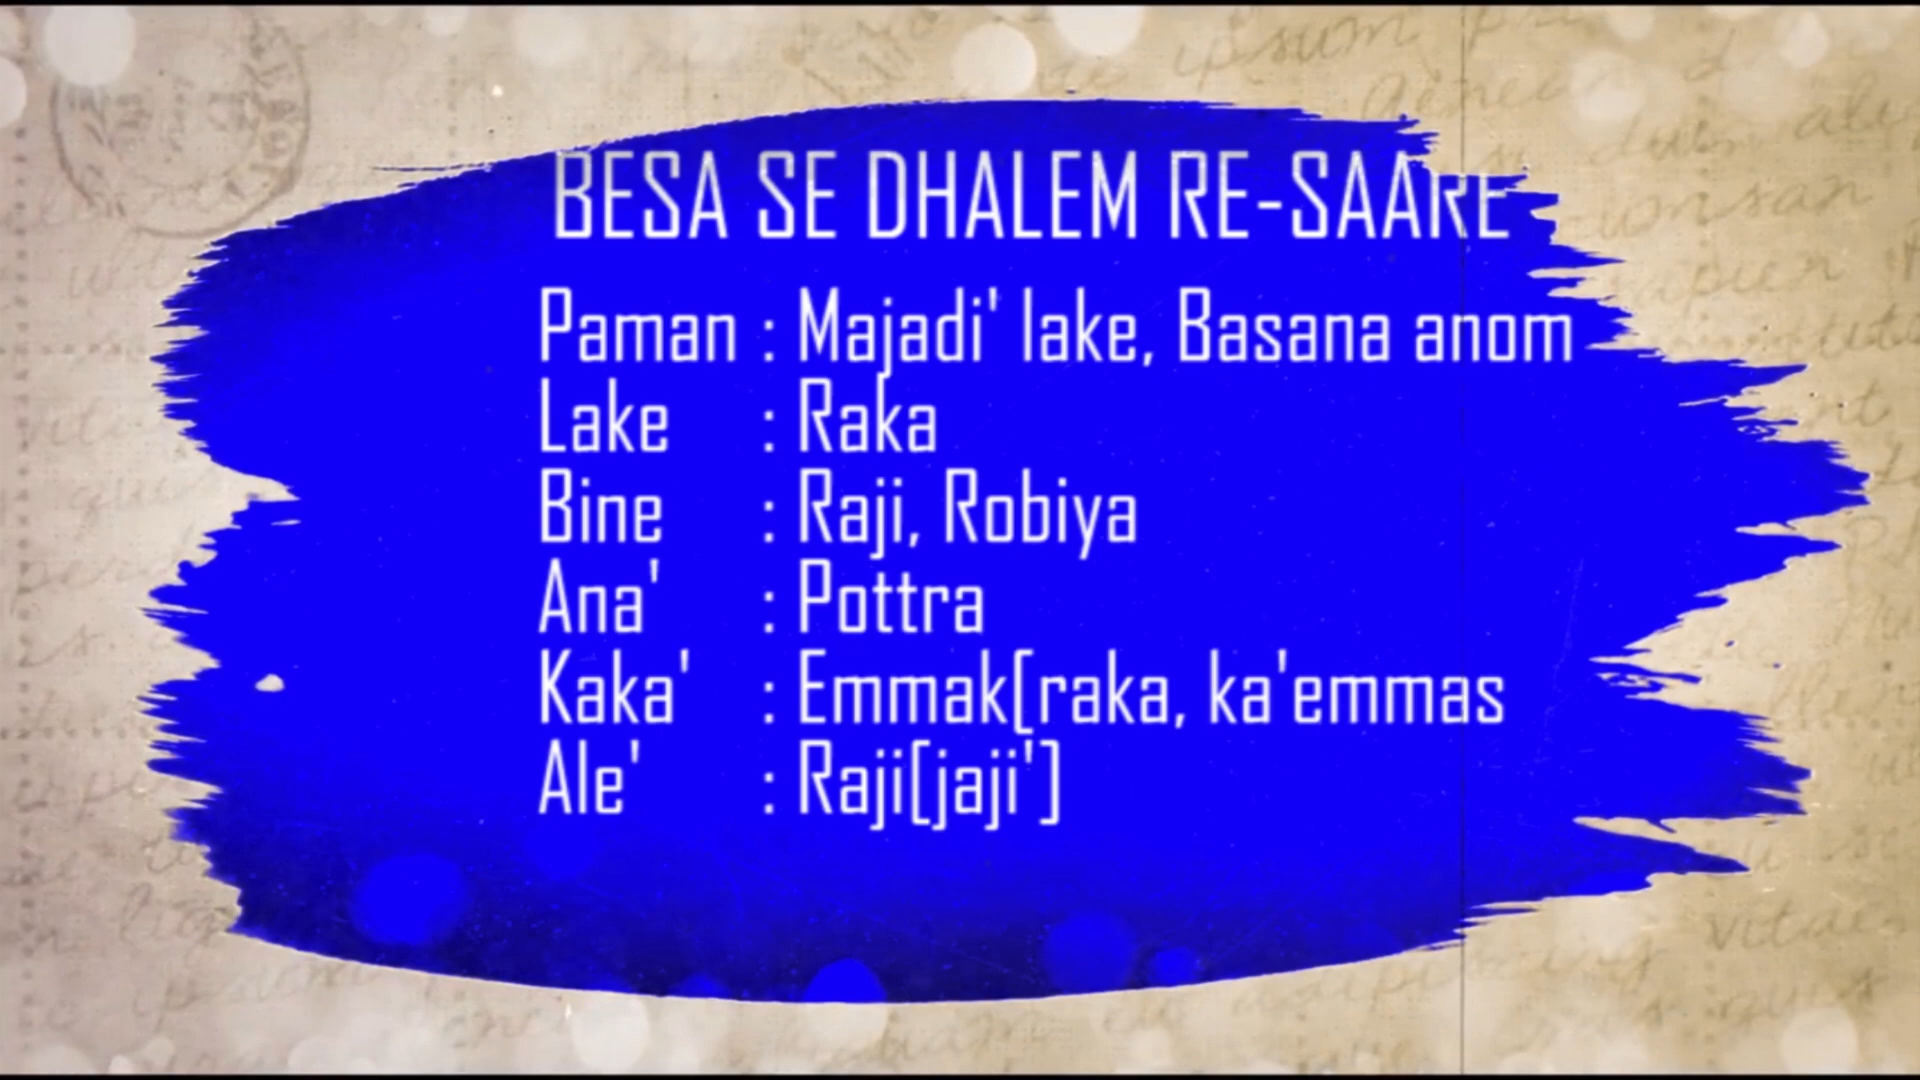 BESA SE DHALEM RE-SAARE
Paman : Majadi' lake, Basana anom
Lake : Raka
Bine : Raji, Robiya
Ana' : Pottra
Kaka' : Emmak[raka, ka'emmas
Ale' : Raji[jaji']